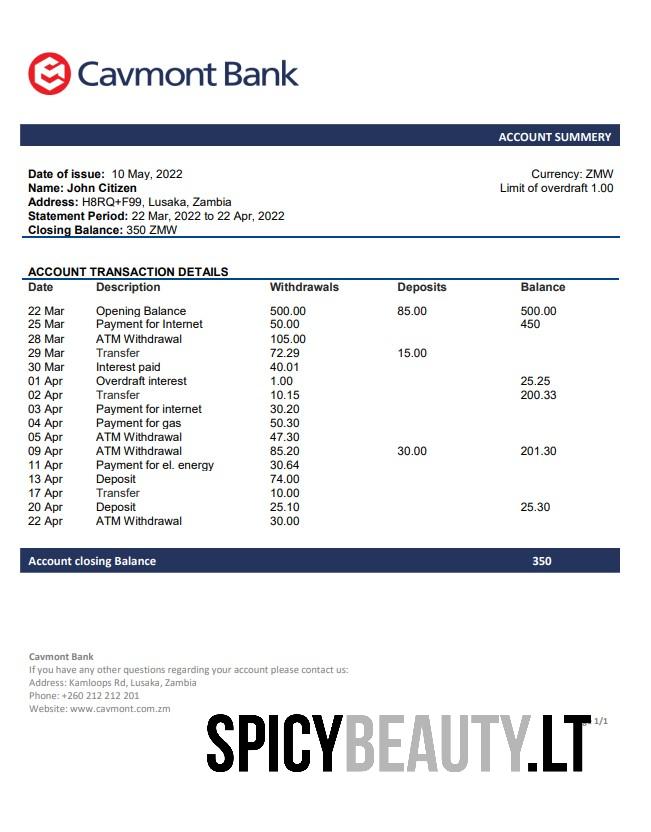 Cavmont Bank
ACCOUNT SUMMERY
Date of issue: 10 May, 2022 Currency: ZMW
Name: John Citizen Limit of overdraft 1.00
Address: H8RQ+F99, Lusaka, Zambia
Statement Period: 22 Mar, 2022 to 22 Apr, 2022
Closing Balance: 350 ZMW
ACCOUNT TRANSACTION DETAILS
Date Description Withdrawals Deposits Balance
22 Mar Opening Balance 500.00 85.00 500.00
25 Mar Payment for Internet 50.00 450
28 Mar ATM Withdrawal 105.00
29 Mar Transfer 72.29 15.00
30 Mar Interest paid 40.01
01 Apr Overdraft interest 1.00 25.25
02 Apr Transfer 10.15 200.33
03 Apr Payment for internet 30.20
04 Apr Payment for gas 50.30
05 Apr ATM Withdrawal 47.30
09 Apr ATM Withdrawal 85.20 30.00 201.30
11 Apr Payment for el. energy 30.64
13 Apr Deposit 74.00
17 Apr Transfer 10.00
20 Apr Deposit 25.10 25.30
22 Apr ATM Withdrawal 30.00
Account closing Balance 350
Cavmont Bank
If you have any other questions regarding your account please contact us:
Address: Kamloops Rd, Lusaka, Zambia
Phone: +260 212 212 201
Website: www.cavmont.com.zm
1/1
SPICYBEAUTY.LT